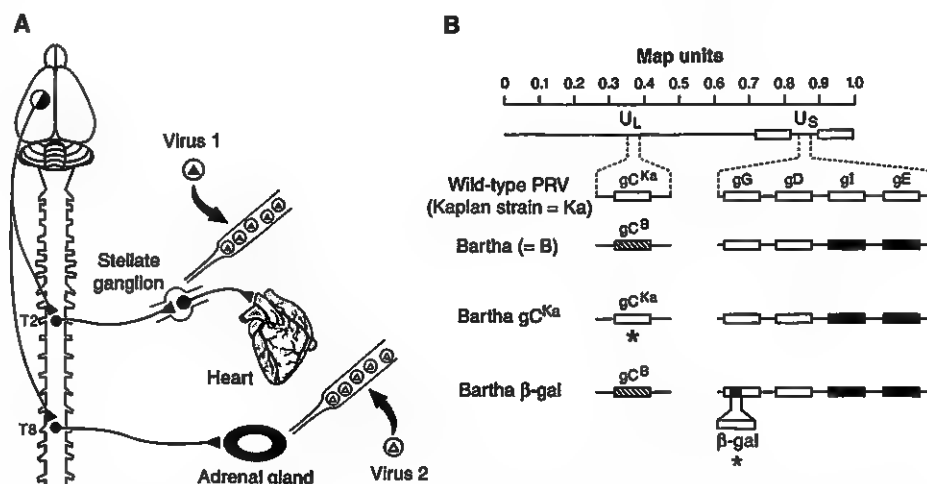 A
Virus 1
Stellate
ganglion
T2
Heart
T8
Adrenal gland
Virus 2
B
Map units
0 0.1 0.2 0.3 0.4 0.5 0.6 0.7 0.8 0.9 1.0
UL US
Wild-type PRV
(Kaplan strain = Ka)
gCKa gG gD gI gE
Bartha (= B)
gCB
Bartha gCKa
gCKa
*
Bartha β-gal
gCB
β-gal
*